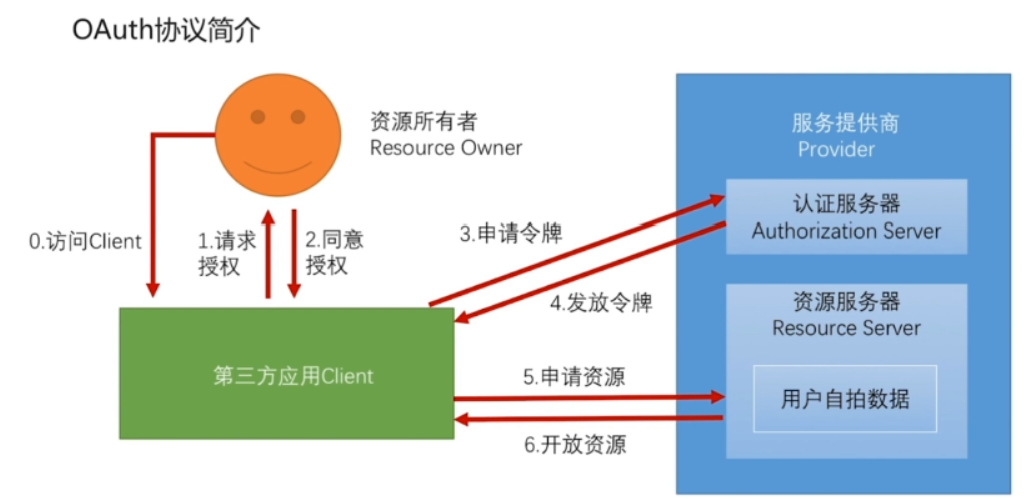 OAuth协议简介
资源所有者
Resource Owner
服务提供商
Provider
认证服务器
Authorization Server
0.访问Client
1.请求
授权
2.同意
授权
3.申请令牌
4.发放令牌
资源服务器
Resource Server
第三方应用Client
5.申请资源
用户自拍数据
6.开放资源